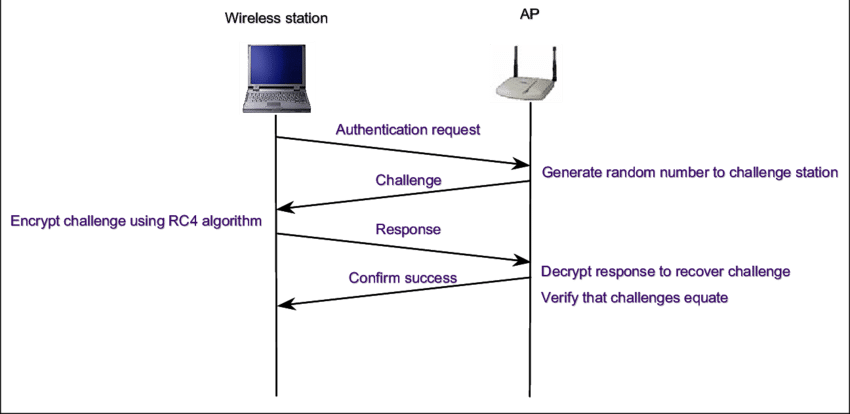 Wireless station
AP
Authentication request
Generate random number to challenge station
Challenge
Encrypt challenge using RC4 algorithm
Response
Decrypt response to recover challenge
Confirm success
Verify that challenges equate